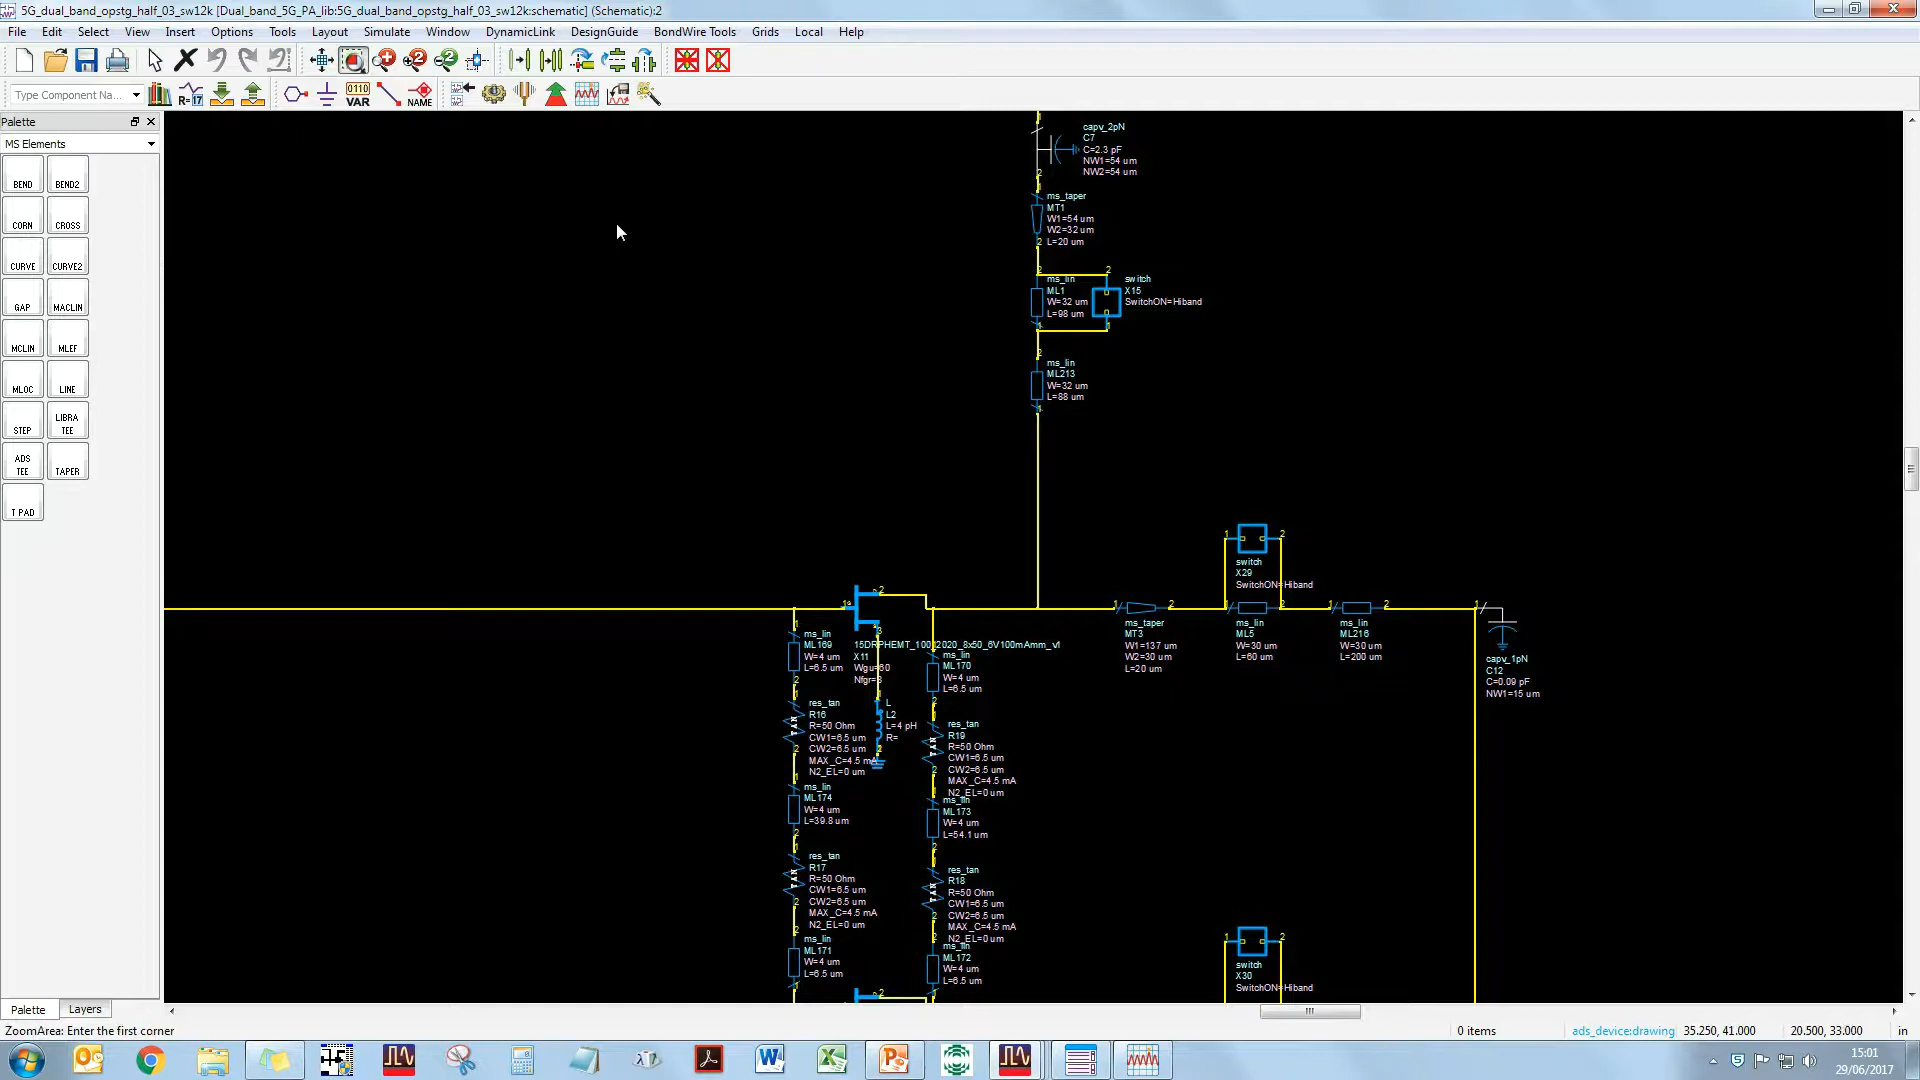 5G_dual_band_opstg_half_03_sw12k [Dual_band_5G_PA_lib:5G_dual_band_opstg_half_03_sw12k:schematic] (Schematic):2
File Edit Select View Insert Options Tools Layout Simulate Window DynamicLink DesignGuide BondWire Tools Grids Local Help
Type Component Na...
R=17
0110
VAR
NAME
Palette
MS Elements
BEND BEND2
CORN CROSS
CURVE CURVE2
GAP MACLIN
MCLIN MLEF
MLOC LINE
STEP LIBRA TEE
ADS TEE TAPER
T PAD
capv_2pN
C7
C=2.3 pF
NW1=54 um
NW2=54 um
ms_taper
MT1
W1=54 um
W2=32 um
L=20 um
ms_lin
ML1
W=32 um
L=98 um
switch
X15
SwitchON=Hiband
ms_lin
ML213
W=32 um
L=88 um
switch
X29
SwitchON=Hiband
ms_taper
MT3
W1=137 um
W2=30 um
L=20 um
ms_lin
ML5
W=30 um
L=60 um
ms_lin
ML216
W=30 um
L=200 um
capv_1pN
C12
C=0.09 pF
NW1=15 um
ms_lin
ML169
W=4 um
L=6.5 um
X11
ms_lin
ML170
W=4 um
L=6.5 um
res_tan
R16
R=50 Ohm
CW1=6.5 um
CW2=6.5 um
MAX_C=4.5 mA
N2_EL=0 um
L
L2
L=4 pH
R=
res_tan
R19
R=50 Ohm
CW1=6.5 um
CW2=6.5 um
MAX_C=4.5 mA
N2_EL=0 um
ms_lin
ML174
W=4 um
L=39.8 um
ms_lin
ML173
W=4 um
L=54.1 um
res_tan
R17
R=50 Ohm
CW1=6.5 um
CW2=6.5 um
MAX_C=4.5 mA
N2_EL=0 um
res_tan
R18
R=50 Ohm
CW1=6.5 um
CW2=6.5 um
MAX_C=4.5 mA
N2_EL=0 um
ms_lin
ML171
W=4 um
L=6.5 um
ms_lin
ML172
W=4 um
L=6.5 um
switch
X30
SwitchON=Hiband
Palette Layers
ZoomArea: Enter the first corner
0 items ads_device:drawing 35.250, 41.000 20.500, 33.000 in
15:01
29/06/2017